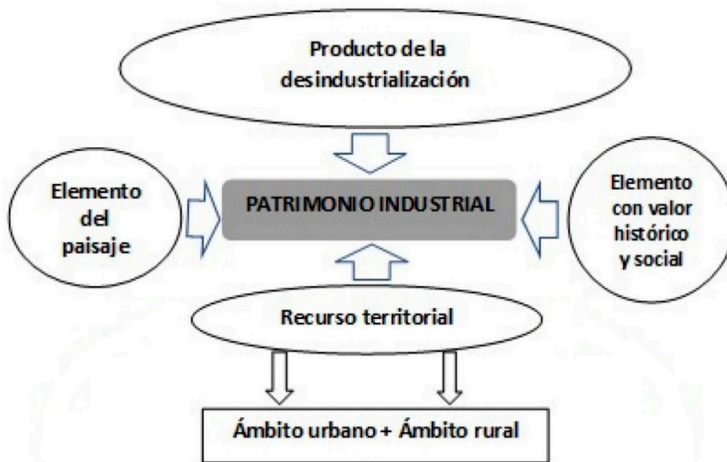 Producto de la
desindustrialización
Elemento
del
paisaje
PATRIMONIO INDUSTRIAL
Elemento
con valor
histórico
y social
Recurso territorial
Ámbito urbano + Ámbito rural